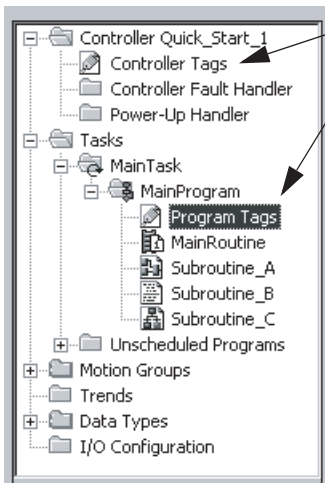 Controller Quick_Start_1
Controller Tags
Controller Fault Handler
Power-Up Handler
Tasks
MainTask
MainProgram
Program Tags
MainRoutine
Subroutine_A
Subroutine_B
Subroutine_C
Unscheduled Programs
Motion Groups
Trends
Data Types
I/O Configuration